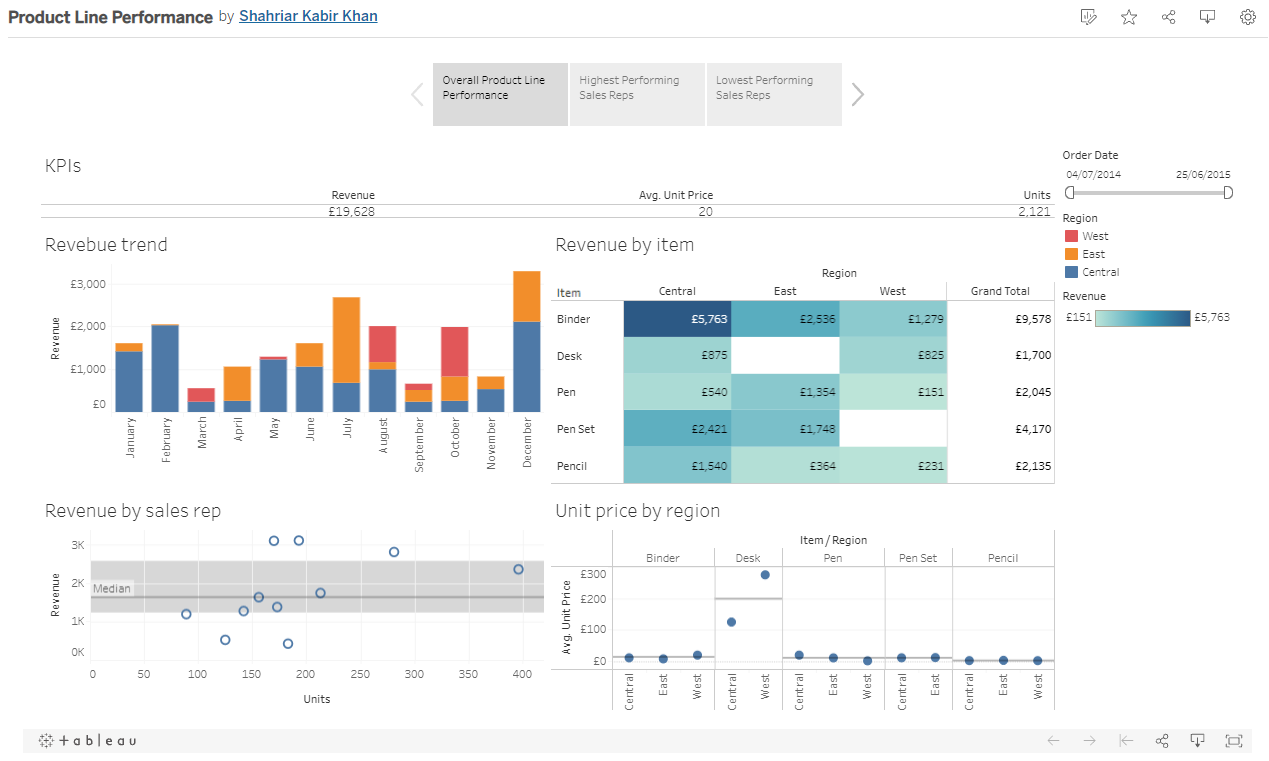 Product Line Performance by Shahriar Kabir Khan
Overall Product Line
Performance
Highest Performing
Sales Reps
Lowest Performing
Sales Reps
KPIs
Revenue Avg. Unit Price Units
£19,628 20 2,121
Order Date
04/07/2014 25/06/2015
Region
West
East
Central
Revenue
£151 £5,763
Revebue trend
£3,000
£2,000
£1,000
£0
Revenue
January
February
March
April
May
June
July
August
September
October
November
December
Revenue by item
Region
Item Central East West Grand Total
Binder £5,763 £2,536 £1,279 £9,578
Desk £875 £825 £1,700
Pen £540 £1,354 £151 £2,045
Pen Set £2,421 £1,748 £4,170
Pencil £1,540 £364 £231 £2,135
Revenue by sales rep
3K
2K
1K
0K
Revenue
Median
0 50 100 150 200 250 300 350 400
Units
Unit price by region
Item / Region
Binder Desk Pen Pen Set Pencil
£300
£200
£100
£0
Avg. Unit Price
Central
East
West
Central
West
Central
East
West
Central
East
Central
East
West
+ableau